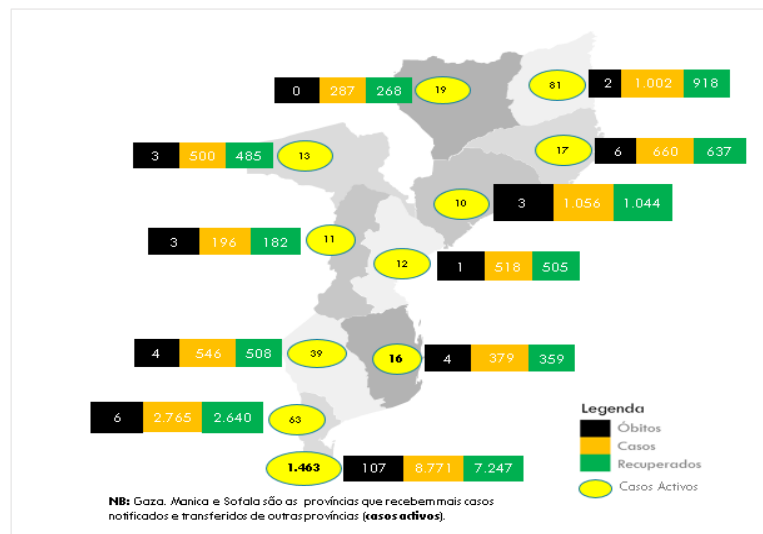 81 2 1.002 918
0 287 268 19
17 6 660 637
3 500 485 13
10 3 1.056 1.044
3 196 182 11
12 1 518 505
4 546 508 39
16 4 379 359
6 2.765 2.640 63
1.463 107 8.771 7.247
Legenda
Óbitos
Casos
Recuperados
Casos Activos
NB: Gaza. Manica e Sofala são as províncias que recebem mais casos
notificados e transferidos de outras províncias (casos activos).